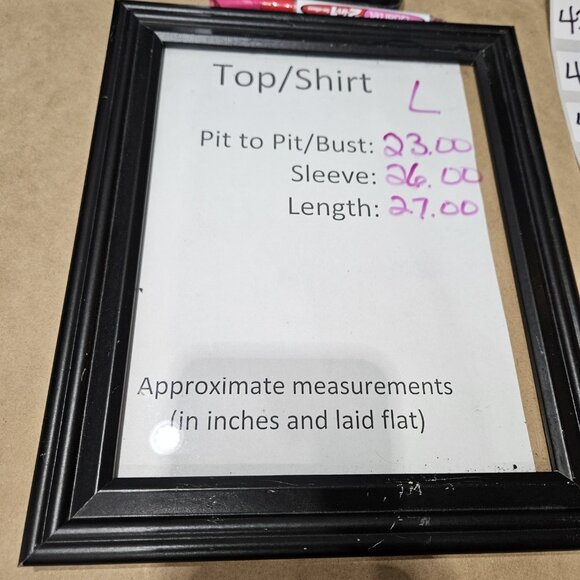 Top/Shirt L
Pit to Pit/Bust: 23.00
Sleeve: 26.00
Length: 27.00
Approximate measurements
(in inches and laid flat)